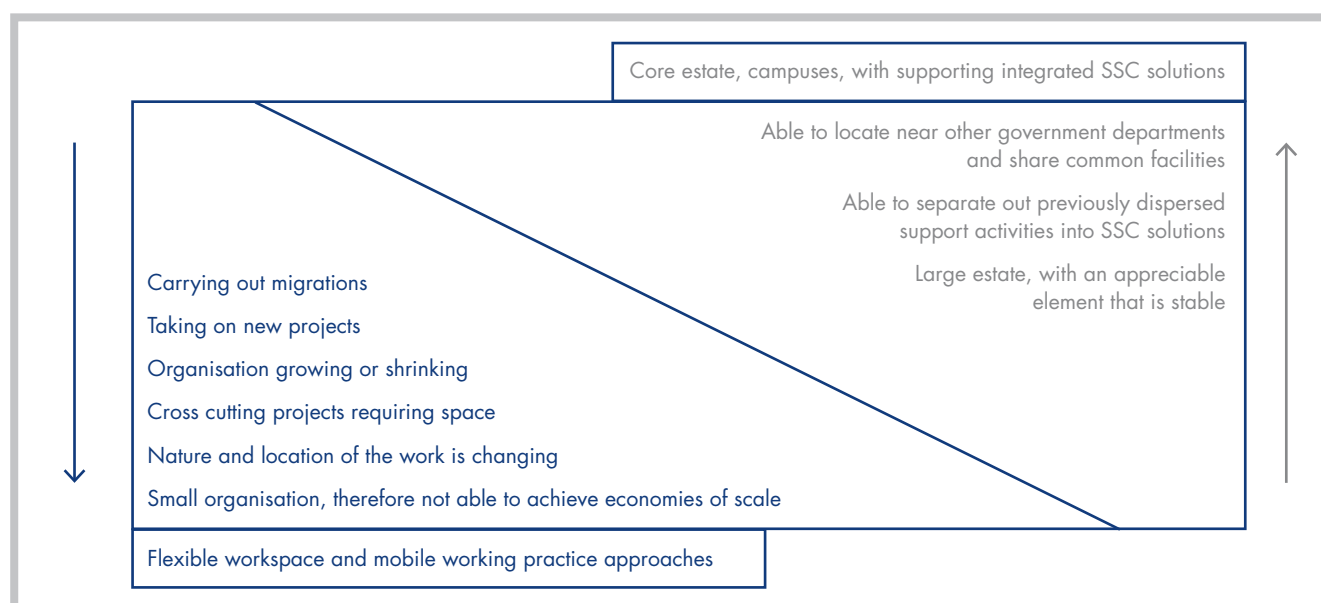 Core estate, campuses, with supporting integrated SSC solutions
Able to locate near other government departments
and share common facilities
Able to separate out previously dispersed
support activities into SSC solutions
Large estate, with an appreciable
element that is stable
Carrying out migrations
Taking on new projects
Organisation growing or shrinking
Cross cutting projects requiring space
Nature and location of the work is changing
Small organisation, therefore not able to achieve economies of scale
Flexible workspace and mobile working practice approaches